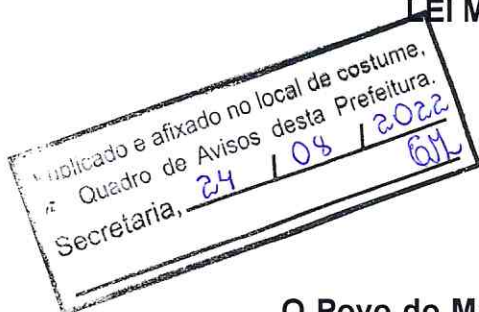 LEI M
Publicado e afixado no local de costume,
Quadro de Avisos desta Prefeitura.
Secretaria, 24 / 08 / 2022
O Povo do M